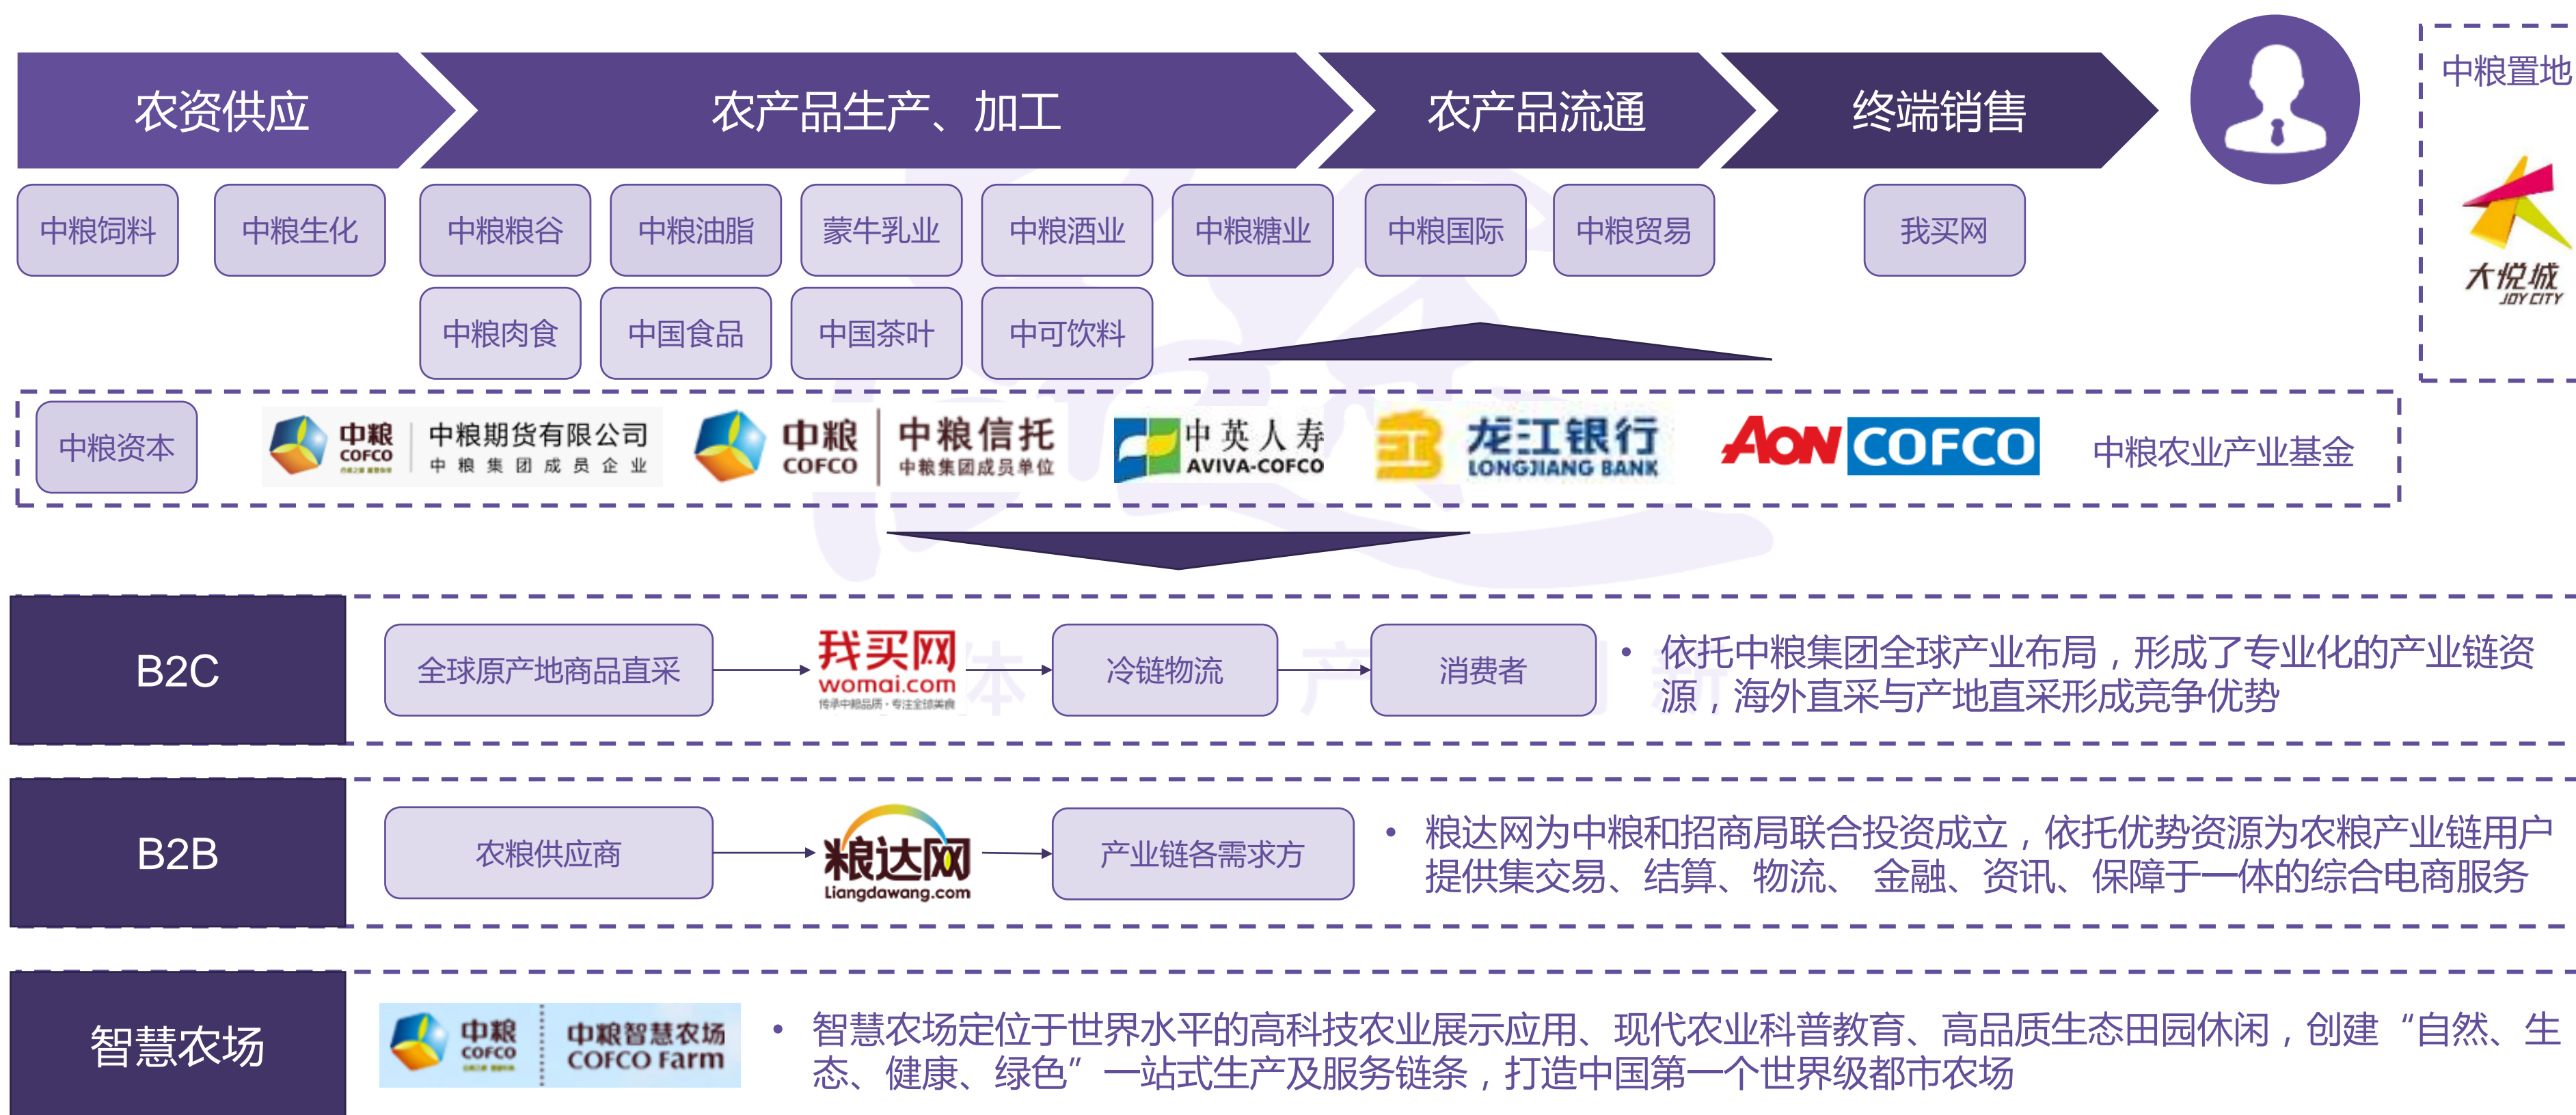 农资供应
农产品生产、加工
农产品流通
终端销售
中粮置地
大悦城
JOY CITY
中粮饲料
中粮生化
中粮粮谷
中粮油脂
蒙牛乳业
中粮酒业
中粮糖业
中粮国际
中粮贸易
我买网
中粮肉食
中国食品
中国茶叶
中可饮料
中粮资本
中粮
COFCO
中粮期货有限公司
中粮集团成员企业
中粮
COFCO
中粮信托
中粮集团成员单位
中英人寿
AVIVA-COFCO
龙江银行
LONGJIANG BANK
AON COFCO
中粮农业产业基金
B2C
全球原产地商品直采
我买网
womai.com
传承中粮品质·专注全球美食
冷链物流
消费者
• 依托中粮集团全球产业布局，形成了专业化的产业链资
源，海外直采与产地直采形成竞争优势
B2B
农粮供应商
粮达网
Liangdawang.com
产业链各需求方
• 粮达网为中粮和招商局联合投资成立，依托优势资源为农粮产业链用户
提供集交易、结算、物流、 金融、资讯、保障于一体的综合电商服务
智慧农场
中粮
COFCO
中粮智慧农场
COFCO Farm
• 智慧农场定位于世界水平的高科技农业展示应用、现代农业科普教育、高品质生态田园休闲，创建“自然、生
态、健康、绿色”一站式生产及服务链条，打造中国第一个世界级都市农场